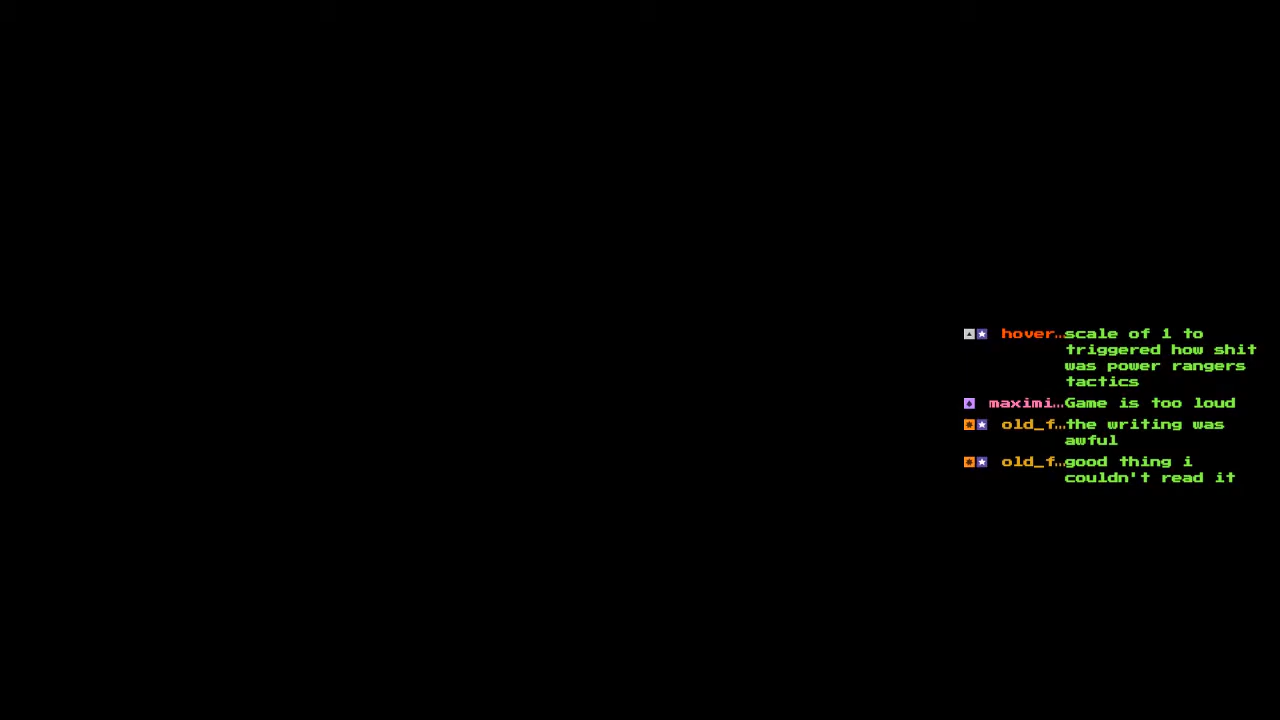 hover…scale of 1 to
triggered how shit
was power rangers
tactics
maximi…Game is too loud
old_f…the writing was
awful
old_f…good thing i
couldn't read it